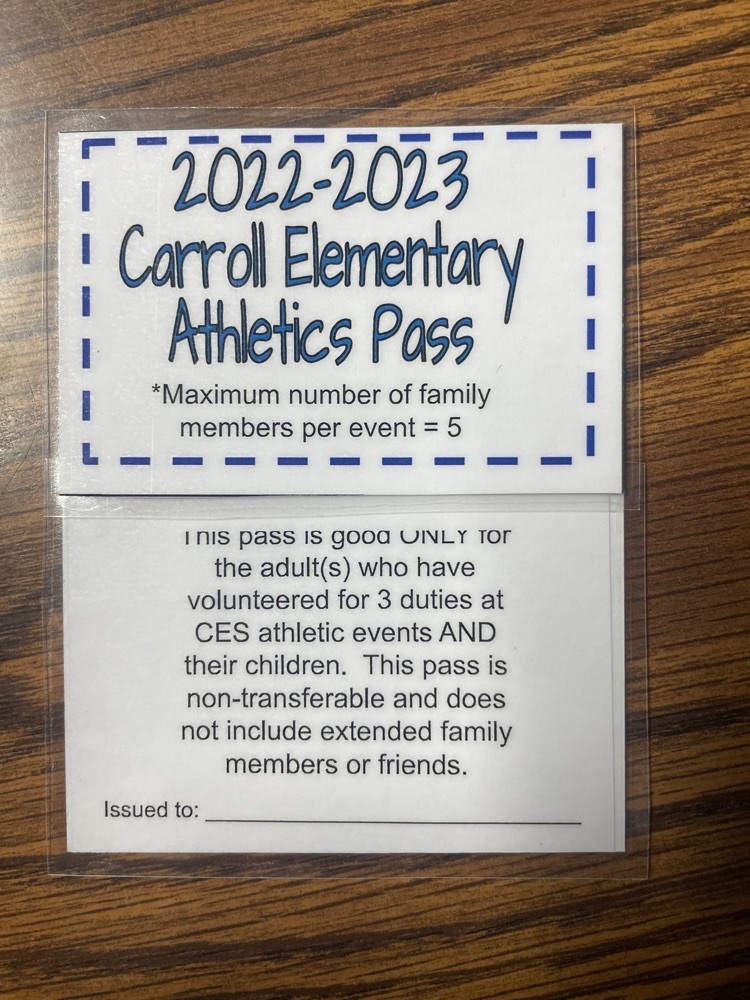 2022-2023
Carroll Elementary
Athletics Pass
*Maximum number of family
members per event = 5
This pass is good ONLY for
the adult(s) who have
volunteered for 3 duties at
CES athletic events AND
their children. This pass is
non-transferable and does
not include extended family
members or friends.
Issued to: